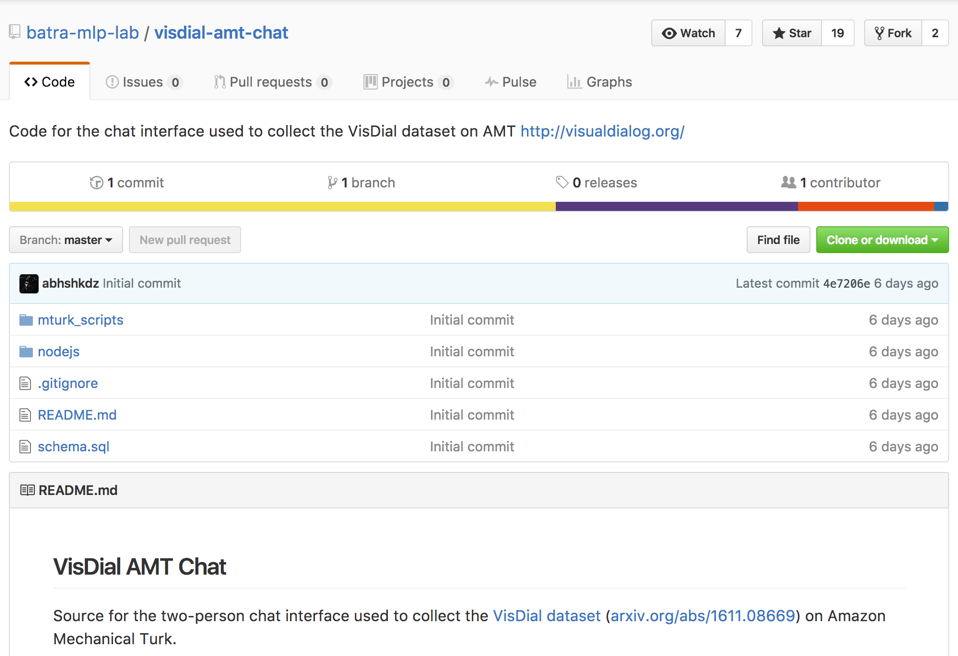 batra-mlp-lab / visdial-amt-chat
Watch 7 Star 19 Fork 2
Code Issues 0 Pull requests 0 Projects 0 Pulse Graphs
Code for the chat interface used to collect the VisDial dataset on AMT http://visualdialog.org/
1 commit 1 branch 0 releases 1 contributor
Branch: master New pull request Find file Clone or download
abhshkdz Initial commit Latest commit 4e7206e 6 days ago
mturk_scripts Initial commit 6 days ago
nodejs Initial commit 6 days ago
.gitignore Initial commit 6 days ago
README.md Initial commit 6 days ago
schema.sql Initial commit 6 days ago
README.md
VisDial AMT Chat
Source for the two-person chat interface used to collect the VisDial dataset (arxiv.org/abs/1611.08669) on Amazon
Mechanical Turk.